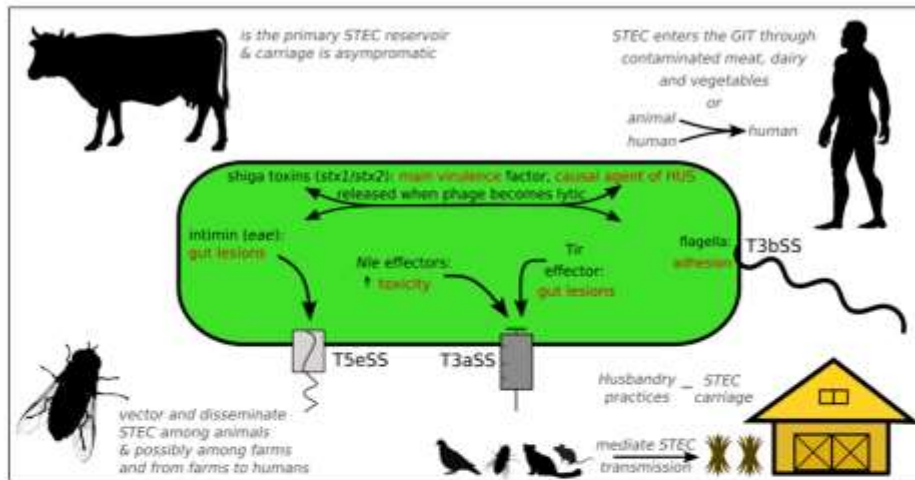 is the primary STEC reservoir
& carriage is asympromatic
STEC enters the GIT through
contaminated meat, dairy
and vegetables
or
animal
human
human
shiga toxins (stx1/stx2): main virulence factor, causal agent of HUS
released when phage becomes lytic
intimin (eae):
gut lesions
Nle effectors:
↑ toxicity
Tir
effector:
gut lesions
flagella:
adhesion
T3bSS
T5eSS
T3aSS
vector and disseminate
STEC among animals
& possibly among farms
and from farms to humans
Husbandry
practices
STEC
carriage
mediate STEC
transmission